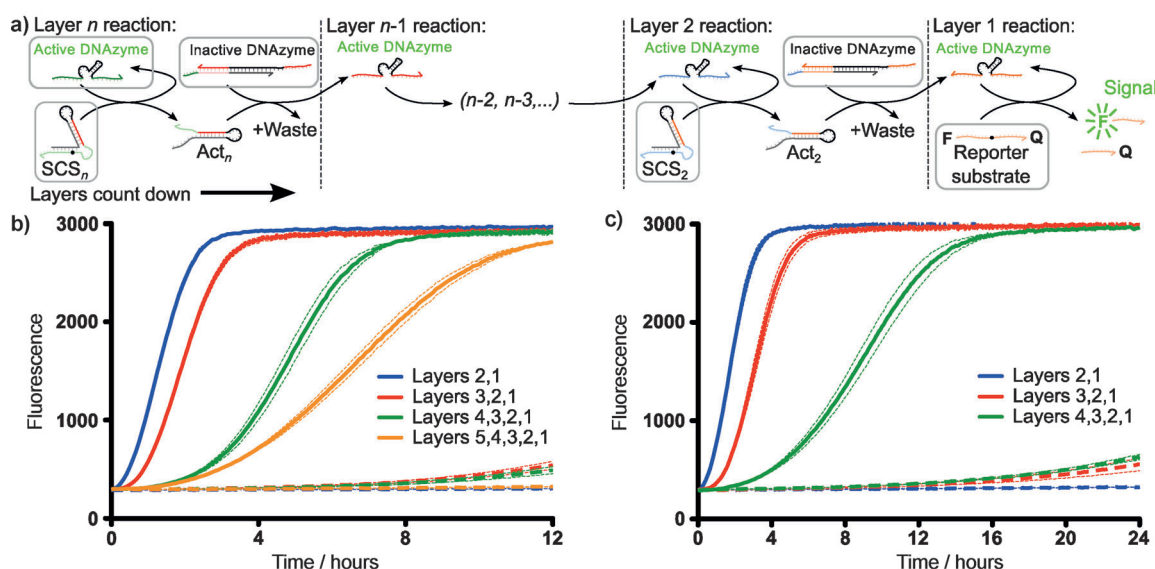 a)
Layer n reaction:
Active DNAzyme
Inactive DNAzyme
SCSn
Actn
+Waste
Layers count down
Layer n-1 reaction:
Active DNAzyme
(n-2, n-3,...)
Layer 2 reaction:
Active DNAzyme
Inactive DNAzyme
SCS2
Act2
+Waste
Layer 1 reaction:
Active DNAzyme
Signal
F
Q
F Q
Reporter
substrate
b)
3000
2000
1000
0
Fluorescence
Layers 2,1
Layers 3,2,1
Layers 4,3,2,1
Layers 5,4,3,2,1
0 4 8 12
Time / hours
c)
3000
2000
1000
0
Fluorescence
Layers 2,1
Layers 3,2,1
Layers 4,3,2,1
0 4 8 12 16 20 24
Time / hours